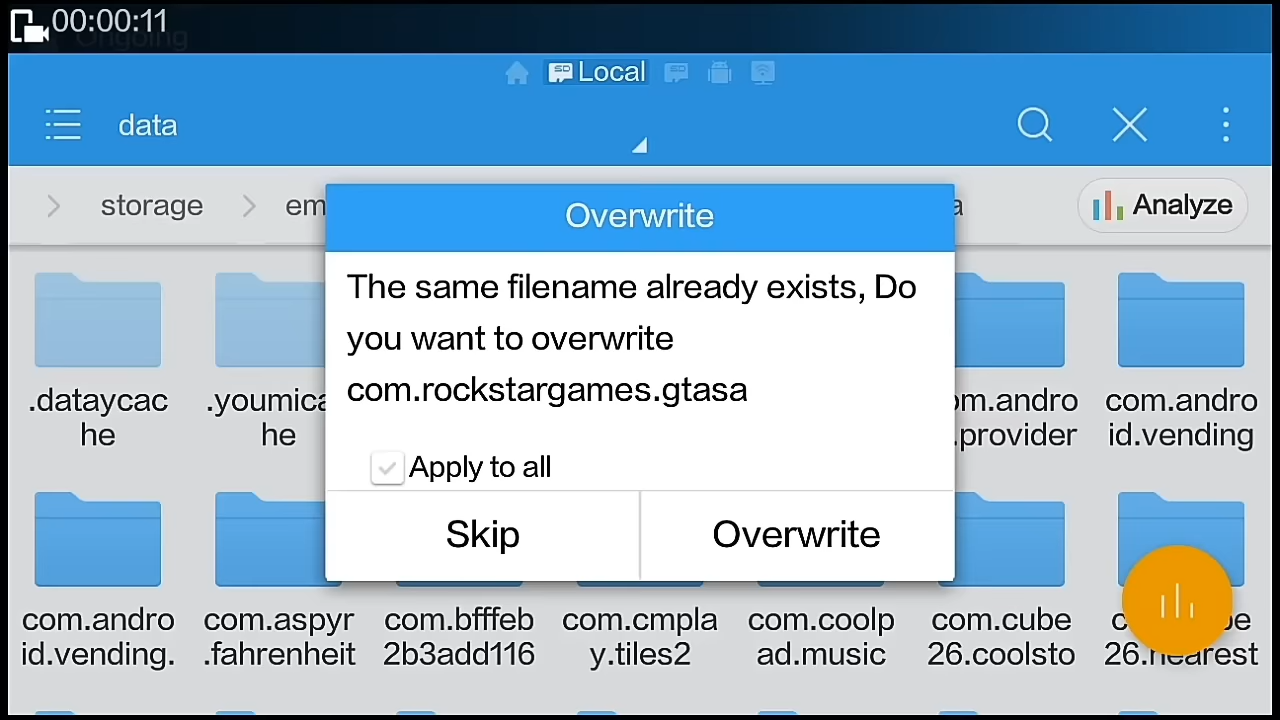 00:00:11
Ongoing
Local
data
storage
em
a
Analyze
Overwrite
The same filename already exists, Do
you want to overwrite
com.rockstargames.gtasa
Apply to all
Skip
Overwrite
.dataycac
he
.youmica
he
om.andro
.provider
com.andro
id.vending
com.andro
id.vending.
com.aspyr
.fahrenheit
com.bfffeb
2b3add116
com.cmpla
y.tiles2
com.coolp
ad.music
com.cube
26.coolsto
be
26.nearest